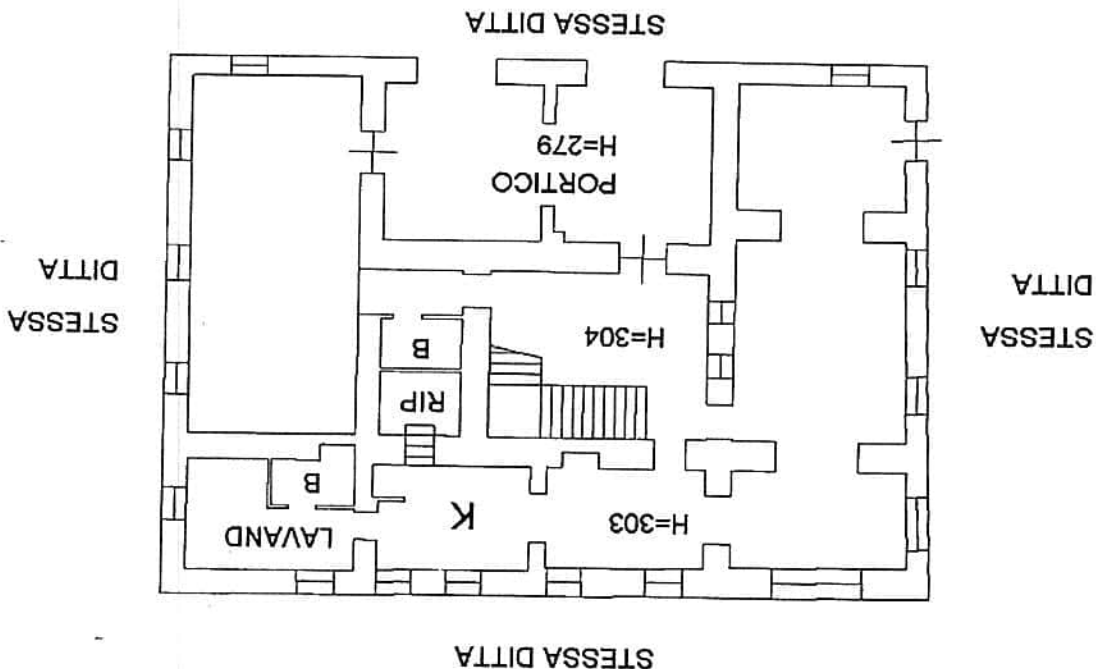 STESSA DITTA
H=303
K
LAVAND
B
RIP
B
H=304
STESSA
DITTA
STESSA
DITTA
PORTICO
H=279
STESSA DITTA